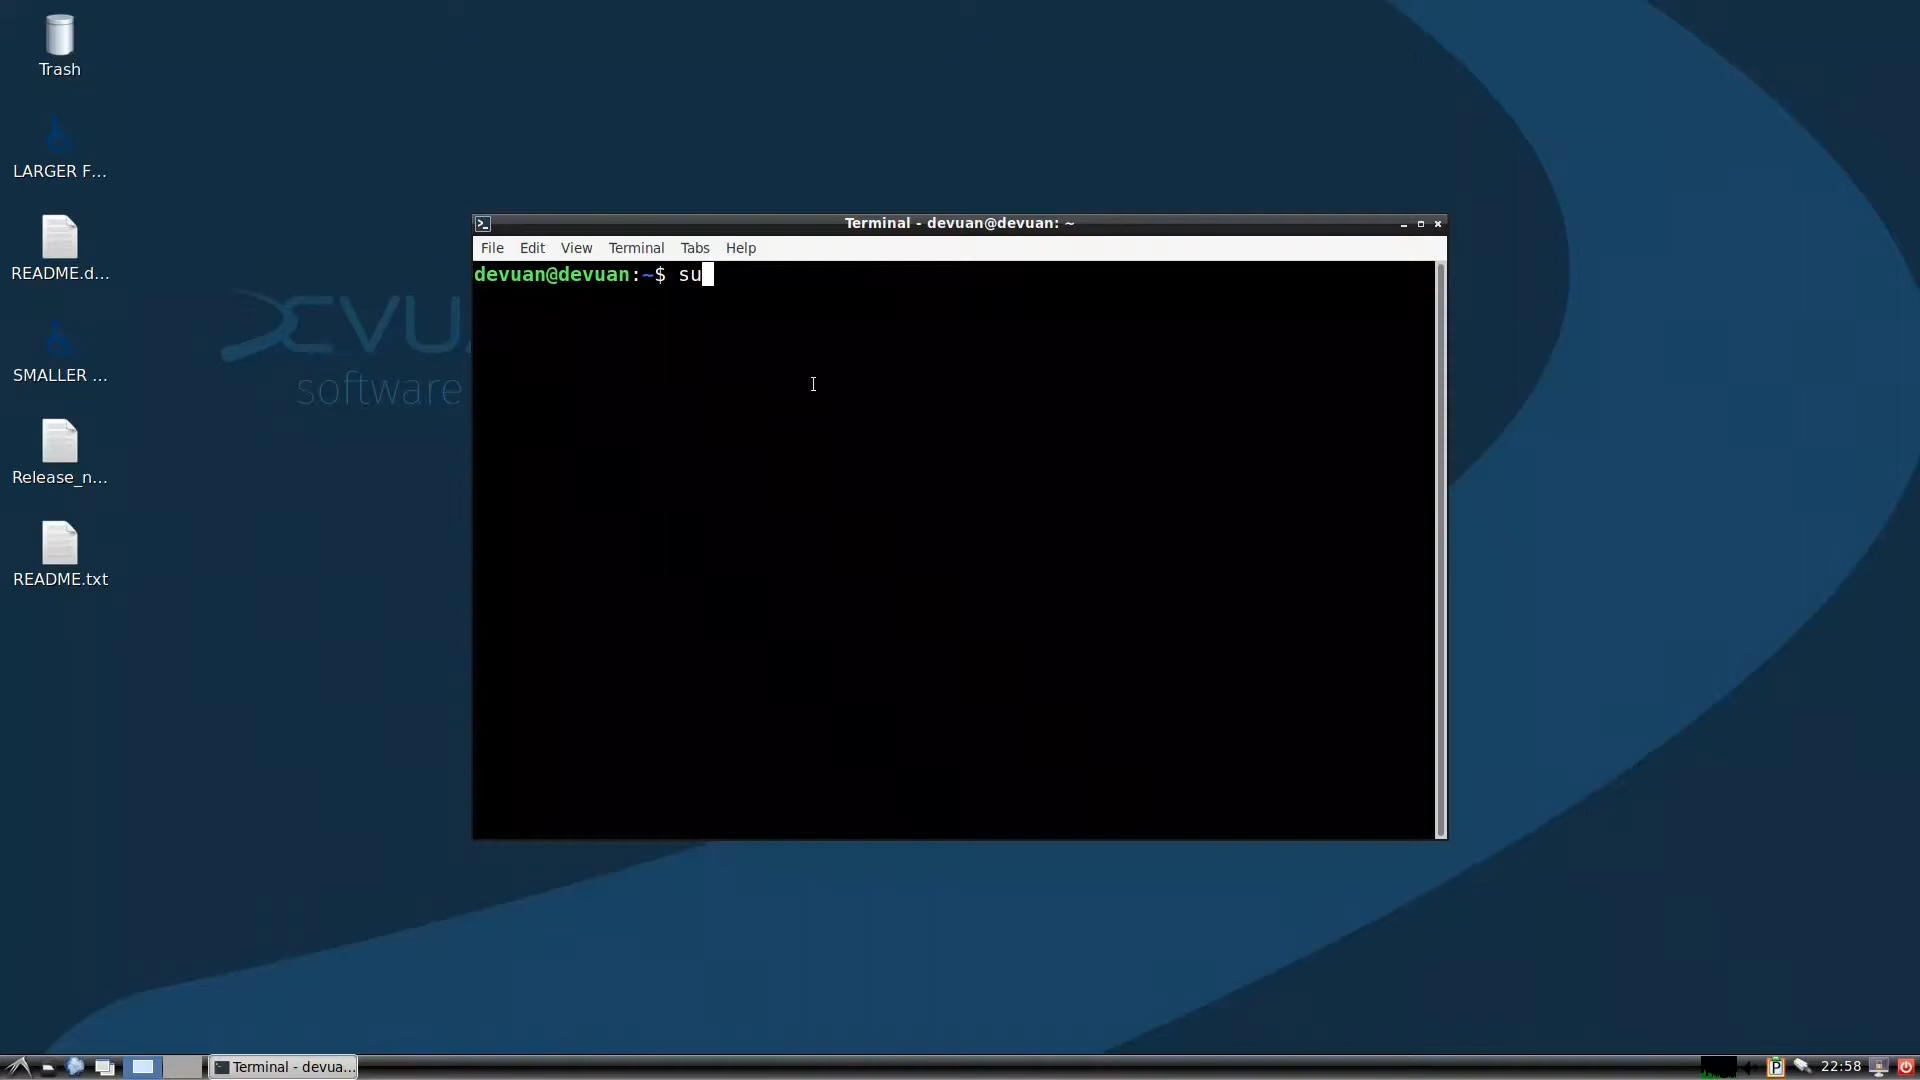 Trash
LARGER F...
README.d...
SMALLER ...
Release_n...
README.txt
EVU
software
Terminal - devuan@devuan: ~
File Edit View Terminal Tabs Help
devuan@devuan:~$ su
Terminal - devua...
P
22:58